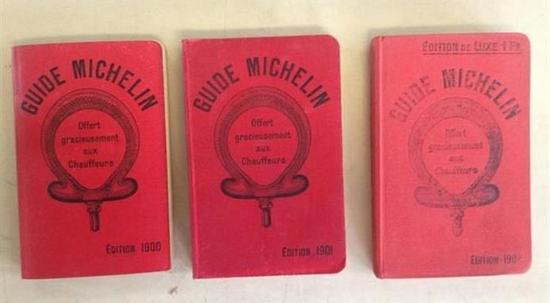 GUIDE MICHELIN
Offert
gracieusement
aux
Chauffeurs
ÉDITION 1900
GUIDE MICHELIN
Offert
gracieusement
aux
Chauffeurs
ÉDITION 1901
ÉDITION DE LUXE 1 FR.
GUIDE MICHELIN
Offert
gracieusement
aux
Chauffeurs
ÉDITION